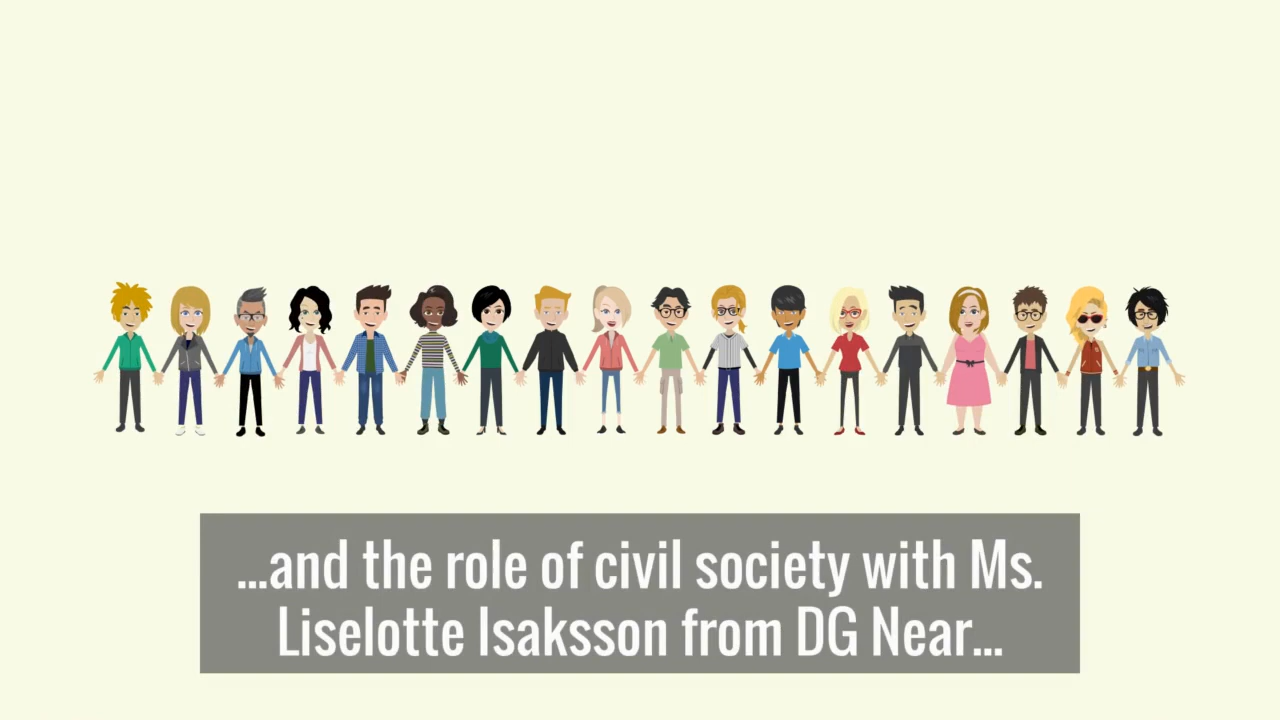 ...and the role of civil society with Ms.
Liselotte Isaksson from DG Near...